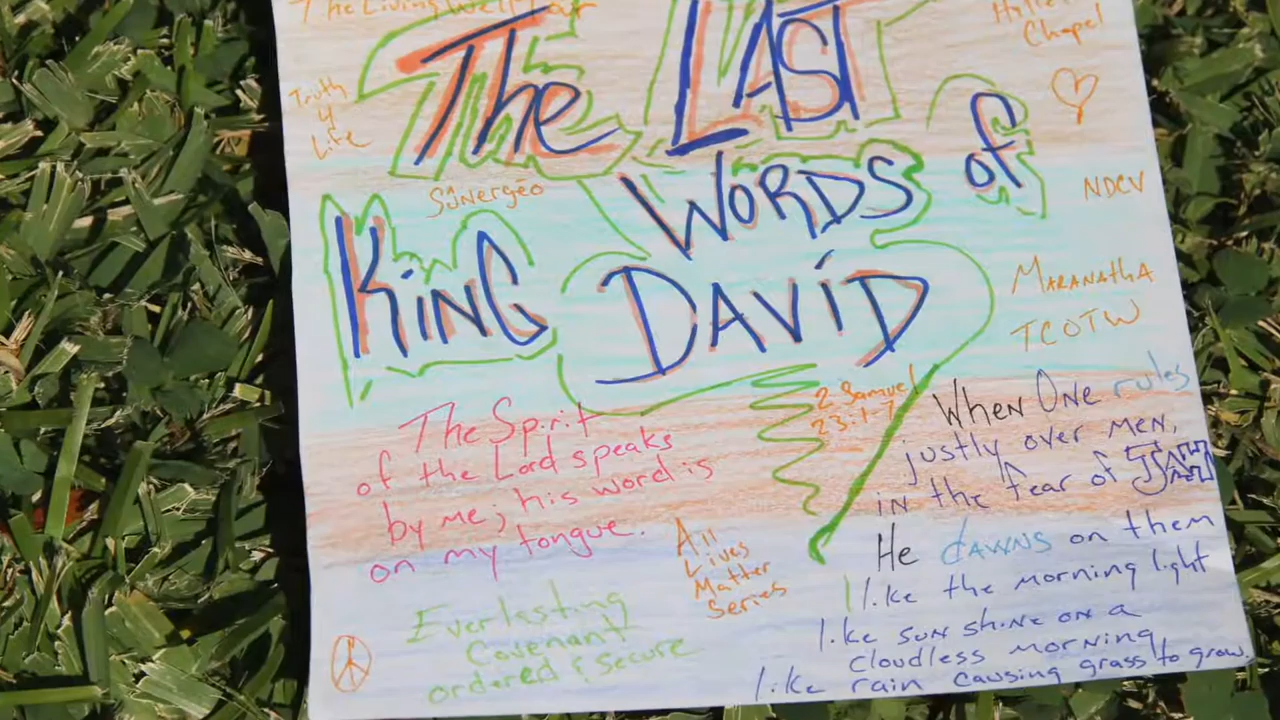 The Living Well
The LAST
Chapel
Truth
4
Life
WORDS of
NDCV
Sunergeo
KiNG DAViD
MARANATHA
TCOTW
2 Samuel
23:1-7
The Spirit
of the Lord speaks
by me; his word is
on my tongue.
When One rules
justly over men,
in the fear of JAH
He dawns on them
like the morning light
like sun shine on a
cloudless morning
like rain causing grass to grow.
All
Lives
Matter
Series
Everlasting
Covenant
ordered & secure